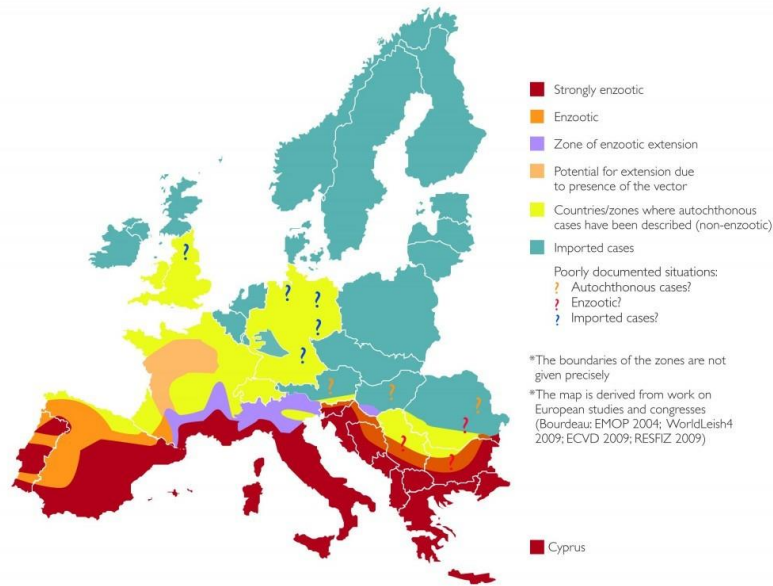 Strongly enzootic
Enzootic
Zone of enzootic extension
Potential for extension due
to presence of the vector
Countries/zones where autochthonous
cases have been described (non-enzootic)
Imported cases
Poorly documented situations:
? Autochthonous cases?
? Enzootic?
? Imported cases?
*The boundaries of the zones are not
given precisely
*The map is derived from work on
European studies and congresses
(Bourdeau: EMOP 2004; WorldLeish4
2009; ECVD 2009; RESFIZ 2009)
Cyprus
?
?
?
?
?
?
?
?
?
?
?